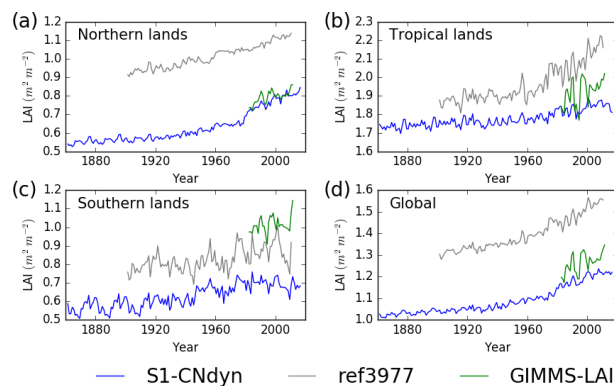 (a) Northern lands
LAI (m² m⁻²)
1.2
1.1
1.0
0.9
0.8
0.7
0.6
0.5
1880 1920 1960 2000
Year
(b) Tropical lands
LAI (m² m⁻²)
2.3
2.2
2.1
2.0
1.9
1.8
1.7
1.6
1880 1920 1960 2000
Year
(c) Southern lands
LAI (m² m⁻²)
1.2
1.1
1.0
0.9
0.8
0.7
0.6
0.5
1880 1920 1960 2000
Year
(d) Global
LAI (m² m⁻²)
1.6
1.5
1.4
1.3
1.2
1.1
1.0
1880 1920 1960 2000
Year
S1-CNdyn ref3977 GIMMS-LAI